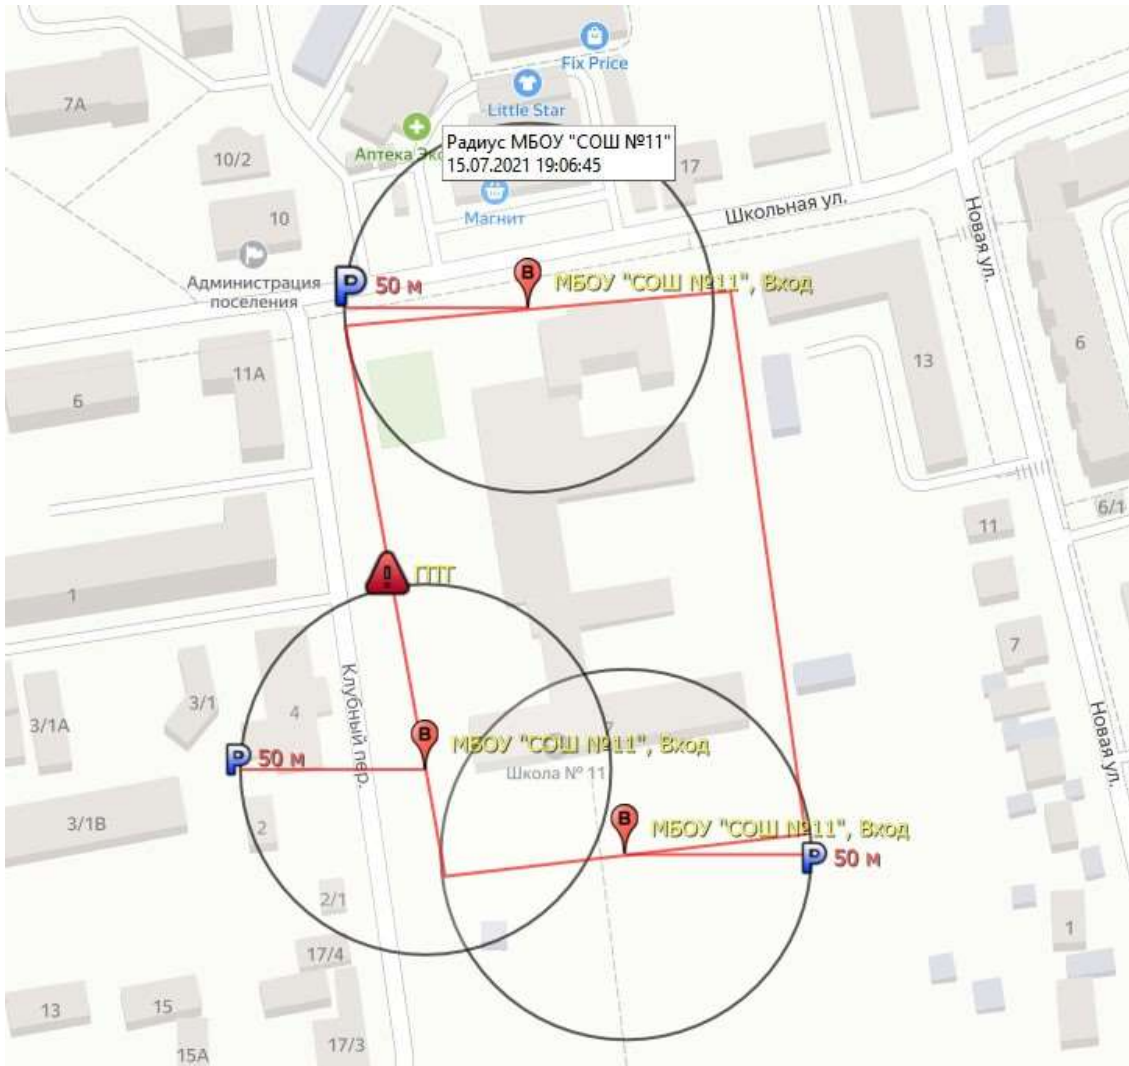 Fix Price
7А
Little Star
Аптека Эко
Радиус МБОУ "СОШ №11"
15.07.2021 19:06:45
10/2
17
Магнит
Школьная ул.
Новая ул.
10
Администрация
поселения
P
50 м
B
МБОУ "СОШ №11", Вход
13
6
11А
6
6/1
11
ГПТ
1
7
Клубный пер.
3/1
4
3/1А
B
МБОУ "СОШ №11", Вход
7
Новая ул.
P
50 м
Школа № 11
3/1В
2
B
МБОУ "СОШ №11", Вход
P
50 м
2/1
1
17/4
13
15
17/3
15А